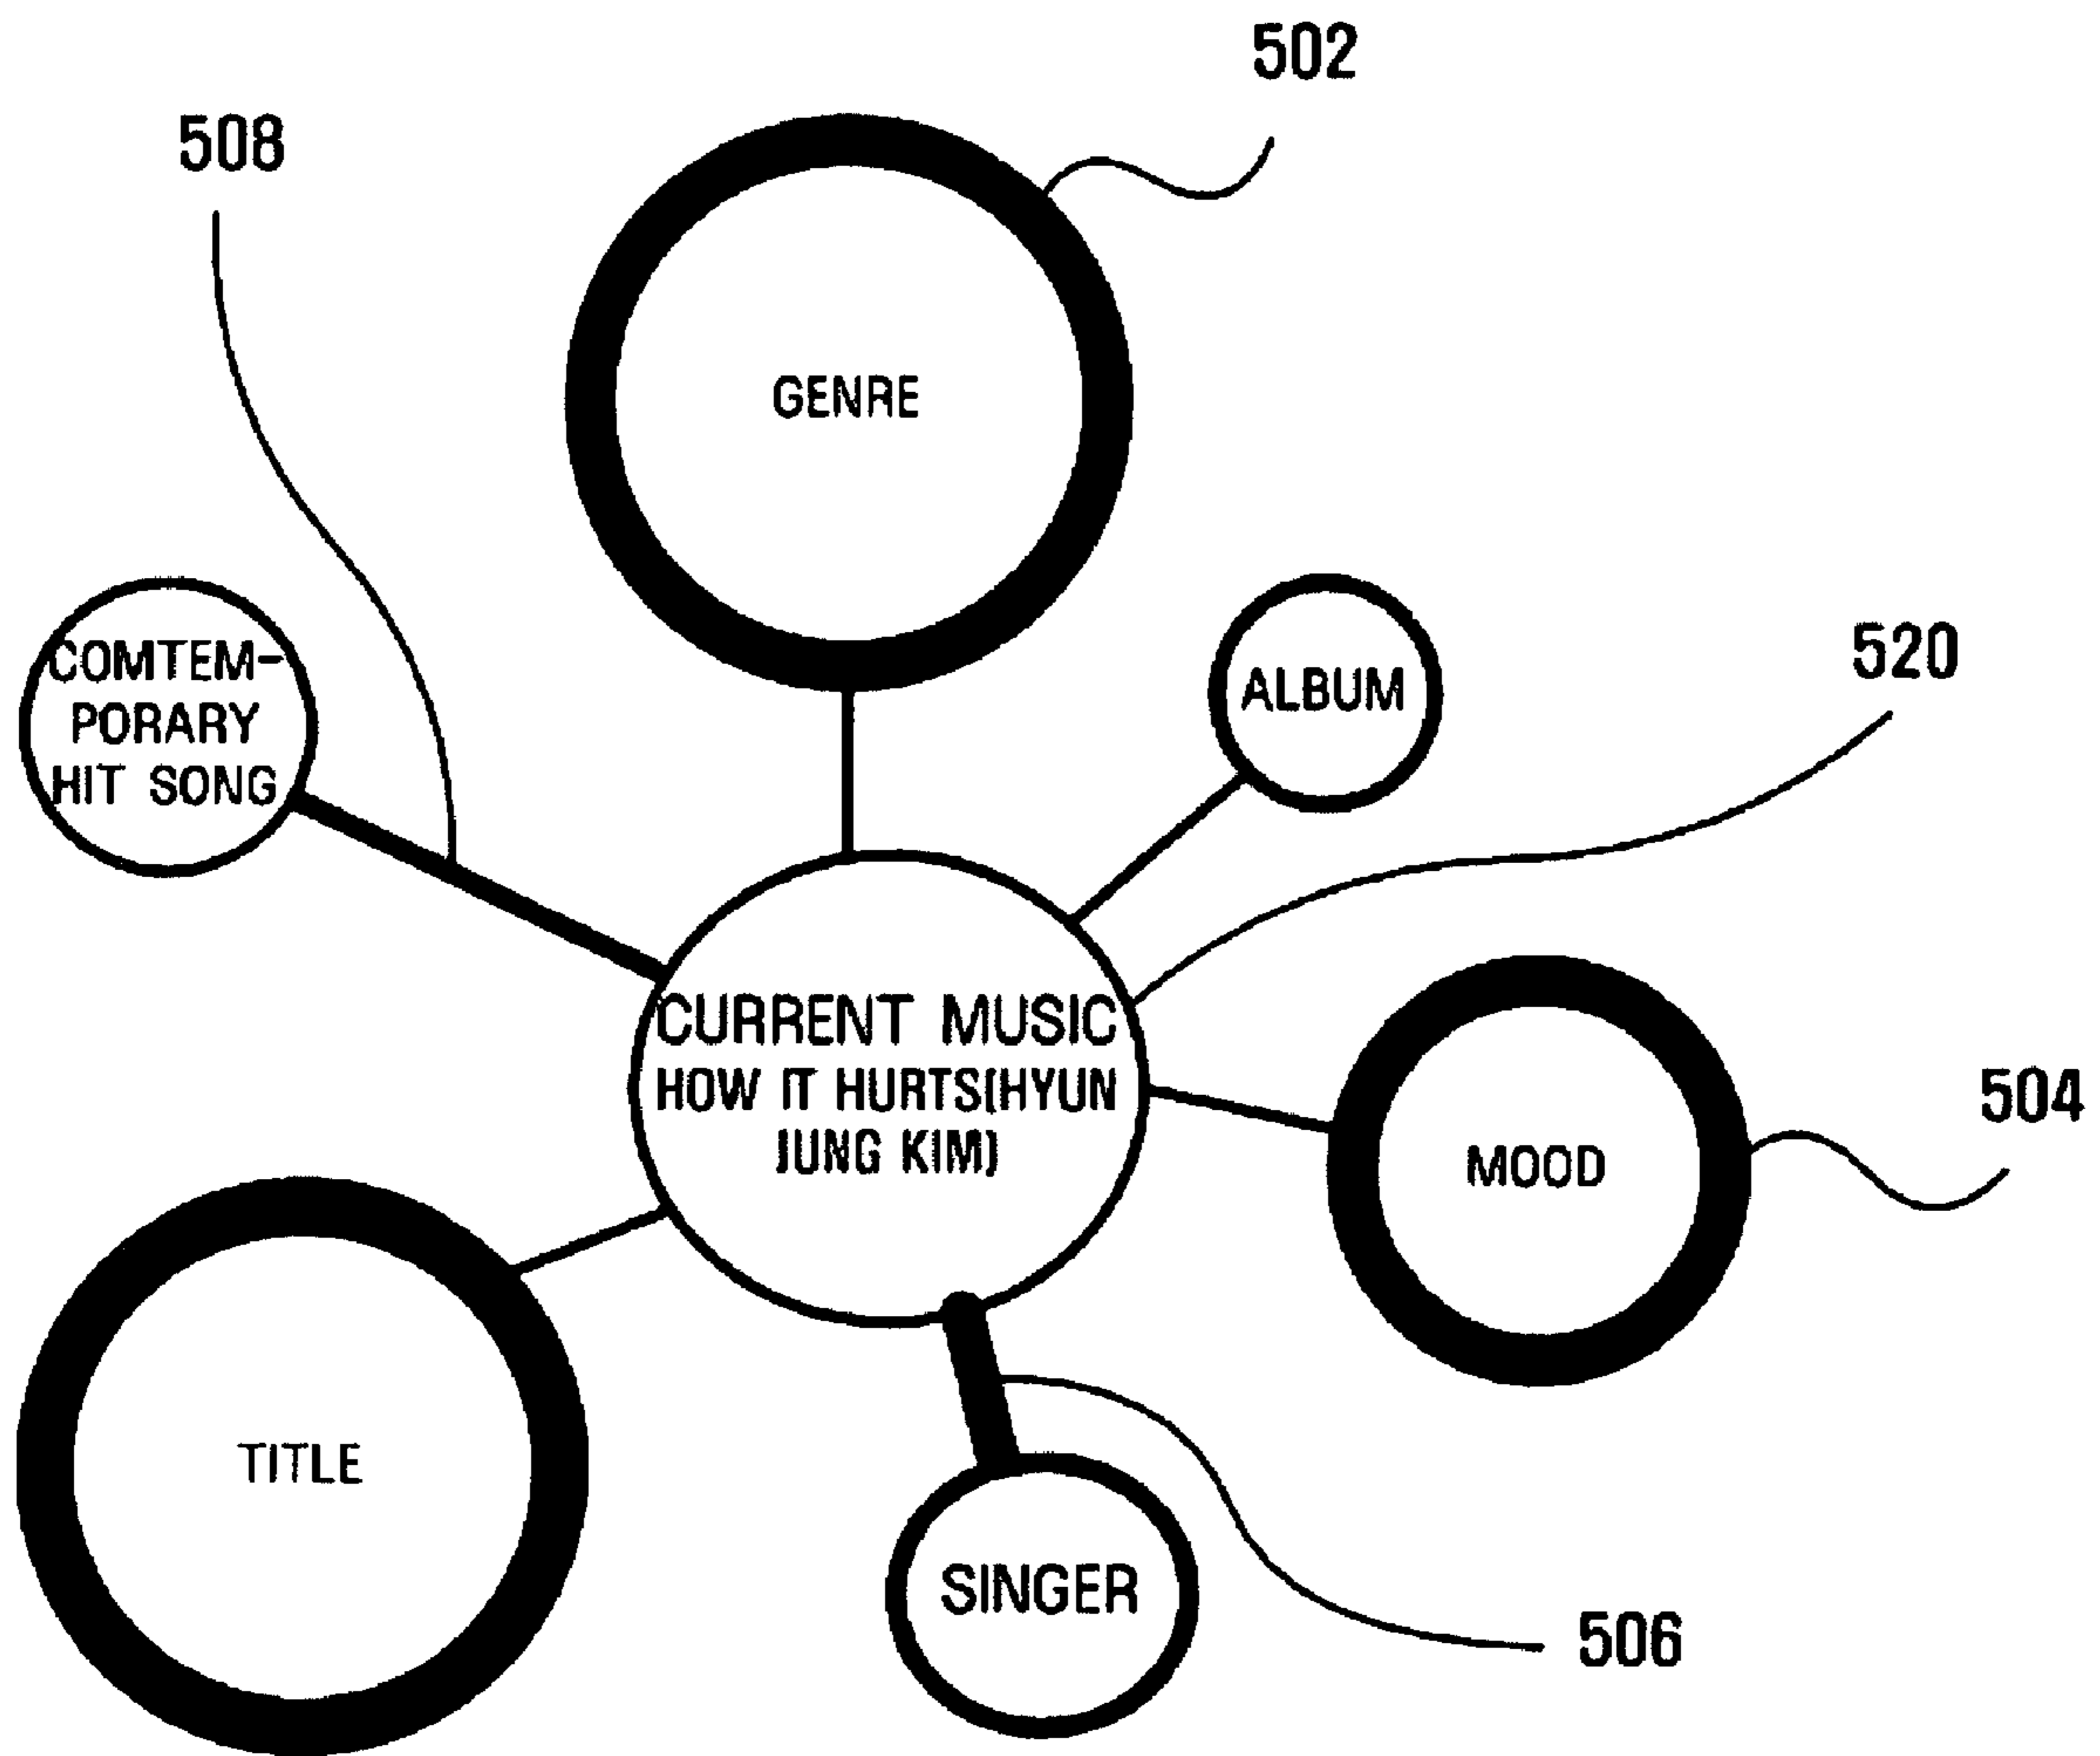 502
508
GENRE
COMTEM-
PORARY
HIT SONG
ALBUM
520
CURRENT MUSIC
HOW IT HURTS(HYUN
JUNG KIM)
504
MOOD
TITLE
SINGER
506